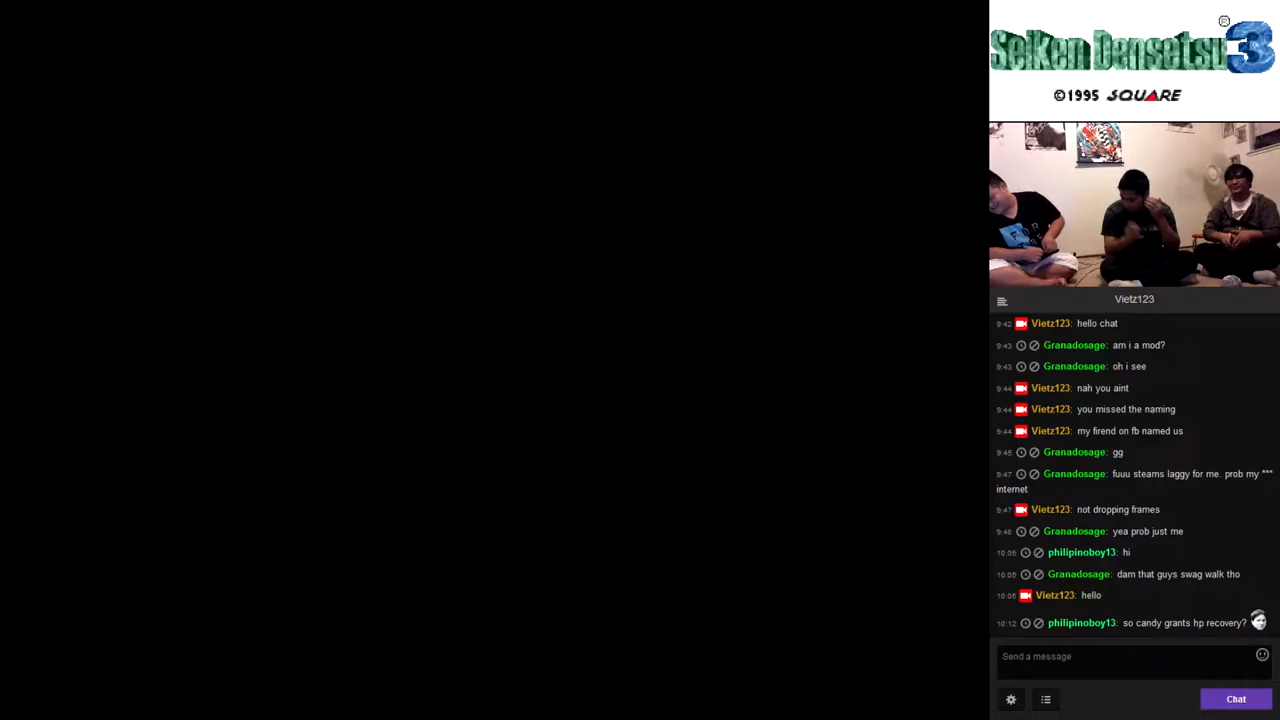 ®
Seiken Densetsu 3
©1995 SQUARE
Vietz123
9:42 Vietz123: hello chat
9:43 Granadosage: am i a mod?
9:43 Granadosage: oh i see
9:44 Vietz123: nah you aint
9:44 Vietz123: you missed the naming
9:44 Vietz123: my firend on fb named us
9:45 Granadosage: gg
9:47 Granadosage: fuuu steams laggy for me. prob my ***
internet
9:47 Vietz123: not dropping frames
9:48 Granadosage: yea prob just me
10:05 philipinoboy13: hi
10:05 Granadosage: dam that guys swag walk tho
10:05 Vietz123: hello
10:12 philipinoboy13: so candy grants hp recovery?
Send a message
Chat